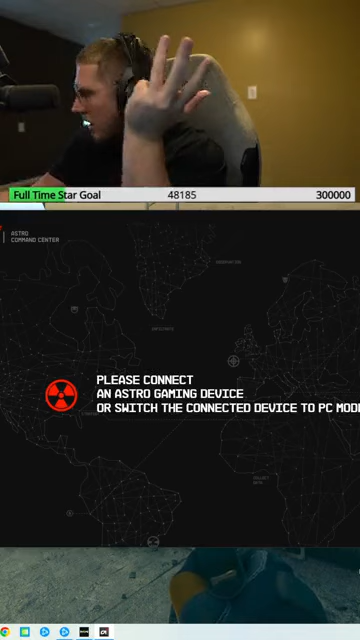 Full Time Star Goal 48185 300000
ASTRO
COMMAND CENTER
PLEASE CONNECT
AN ASTRO GAMING DEVICE
OR SWITCH THE CONNECTED DEVICE TO PC MODE